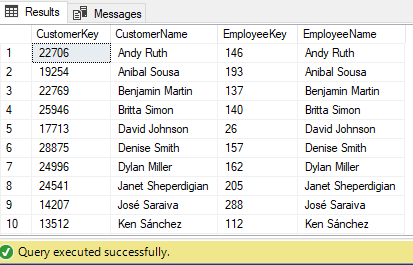 Results Messages
CustomerKey CustomerName EmployeeKey EmployeeName
1 22706 Andy Ruth 146 Andy Ruth
2 19254 Anibal Sousa 193 Anibal Sousa
3 22769 Benjamin Martin 137 Benjamin Martin
4 25946 Britta Simon 140 Britta Simon
5 17713 David Johnson 26 David Johnson
6 28875 Denise Smith 157 Denise Smith
7 24996 Dylan Miller 162 Dylan Miller
8 24541 Janet Sheperdigian 205 Janet Sheperdigian
9 14207 José Saraiva 288 José Saraiva
10 13512 Ken Sánchez 112 Ken Sánchez
Query executed successfully.